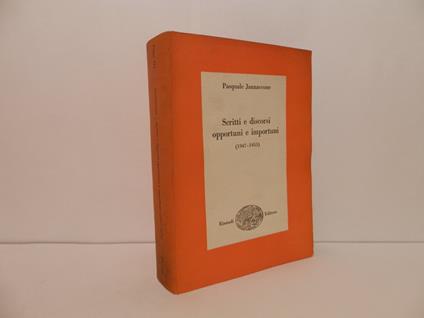 Pasquale Jannaccone
Scritti e discorsi
opportuni e importuni
(1947-1955)
Einaudi Editore